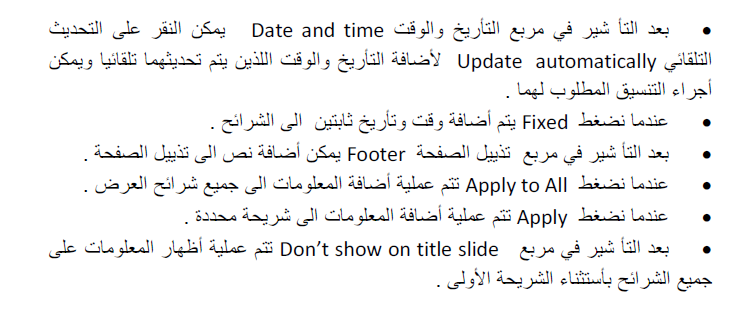 • بعد التأ شير في مربع التأريخ والوقت Date and time يمكن النقر على التحديث
التلقائي Update automatically لأضافة التأريخ والوقت اللذين يتم تحديثهما تلقائيا ويمكن
أجراء التنسيق المطلوب لهما .
• عندما نضغط Fixed يتم أضافة وقت وتأريخ ثابتين الى الشرائح .
• بعد التأ شير في مربع تذييل الصفحة Footer يمكن أضافة نص الى تذييل الصفحة .
• عندما نضغط Apply to All تتم عملية أضافة المعلومات الى جميع شرائح العرض .
• عندما نضغط Apply تتم عملية أضافة المعلومات الى شريحة محددة .
• بعد التأ شير في مربع Don’t show on title slide تتم عملية أظهار المعلومات على
جميع الشرائح بأستثناء الشريحة الأولى .